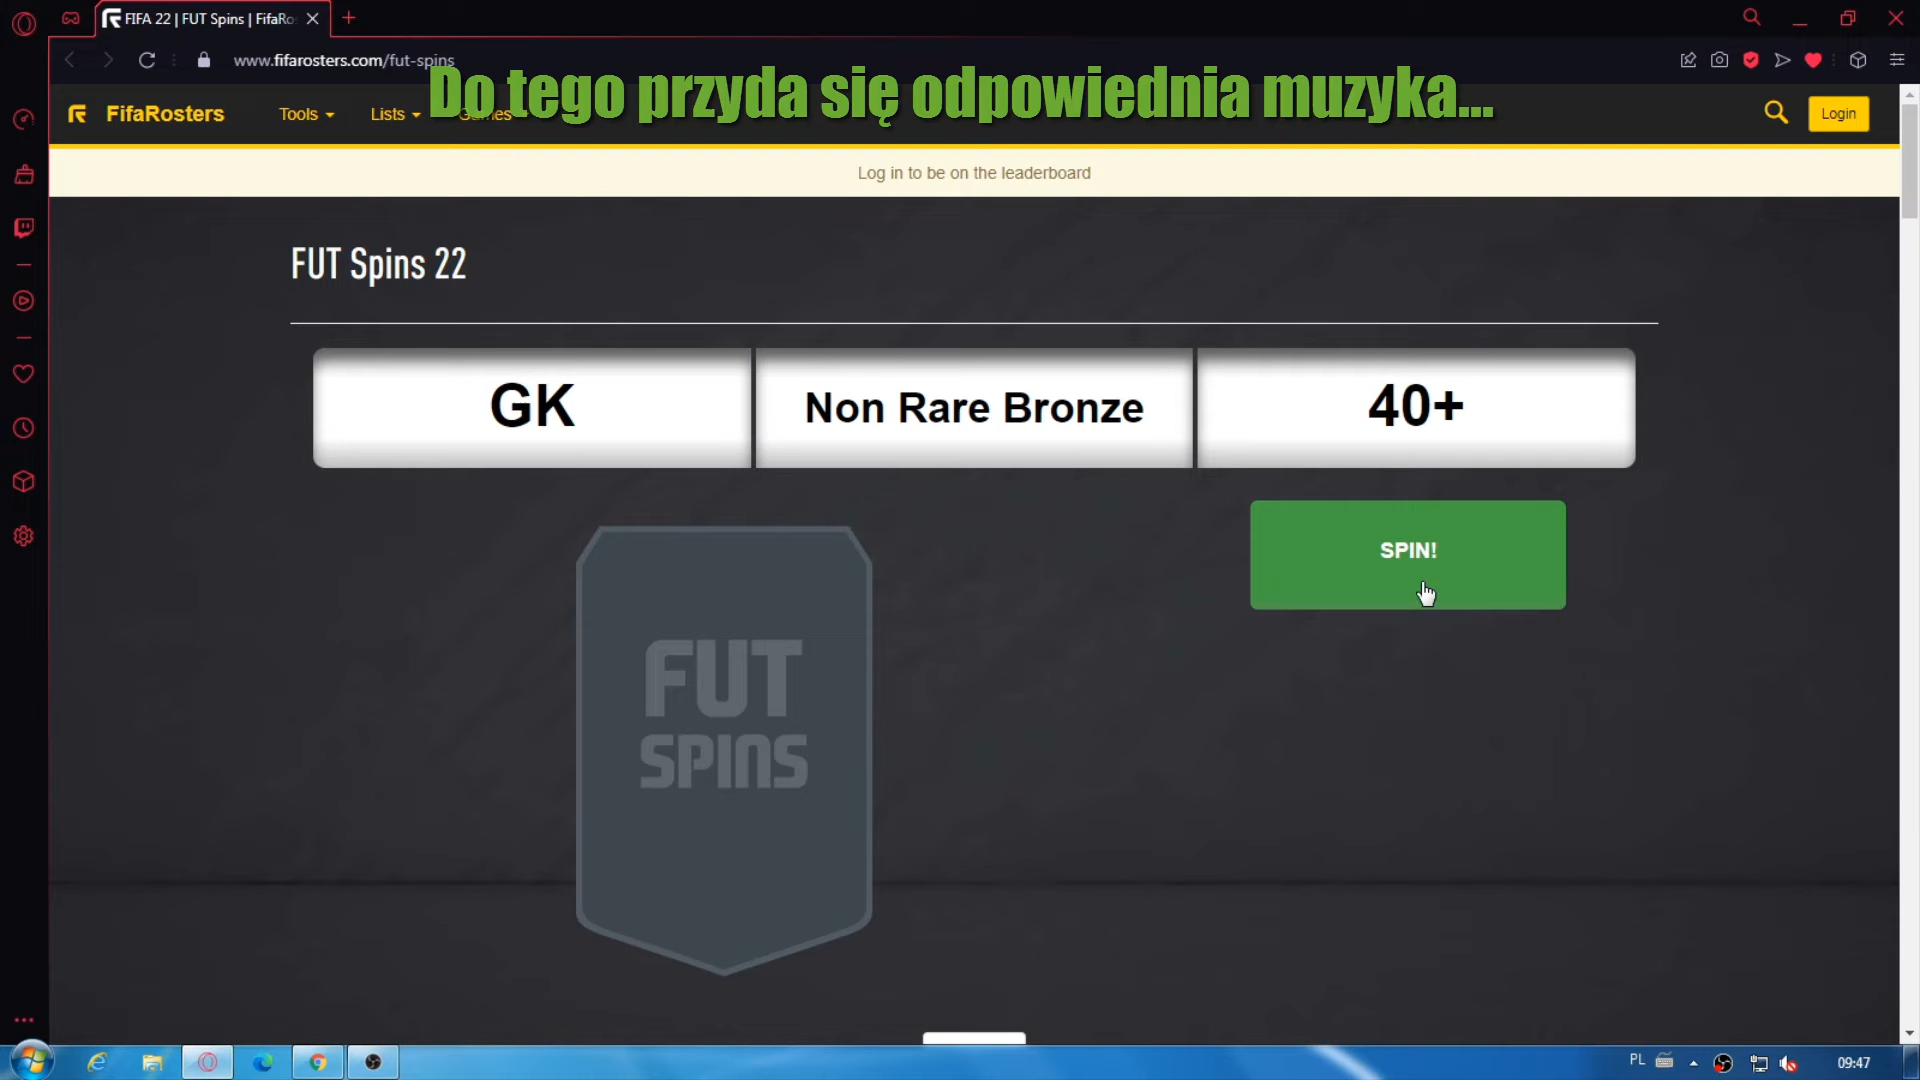 FIFA 22 | FUT Spins | FifaRo
www.fifarosters.com/fut-spins
Do tego przyda się odpowiednia muzyka...
FifaRosters
Tools
Lists
Games
Login
Log in to be on the leaderboard
FUT Spins 22
GK
Non Rare Bronze
40+
SPIN!
FUT
SPINS
PL
09:47